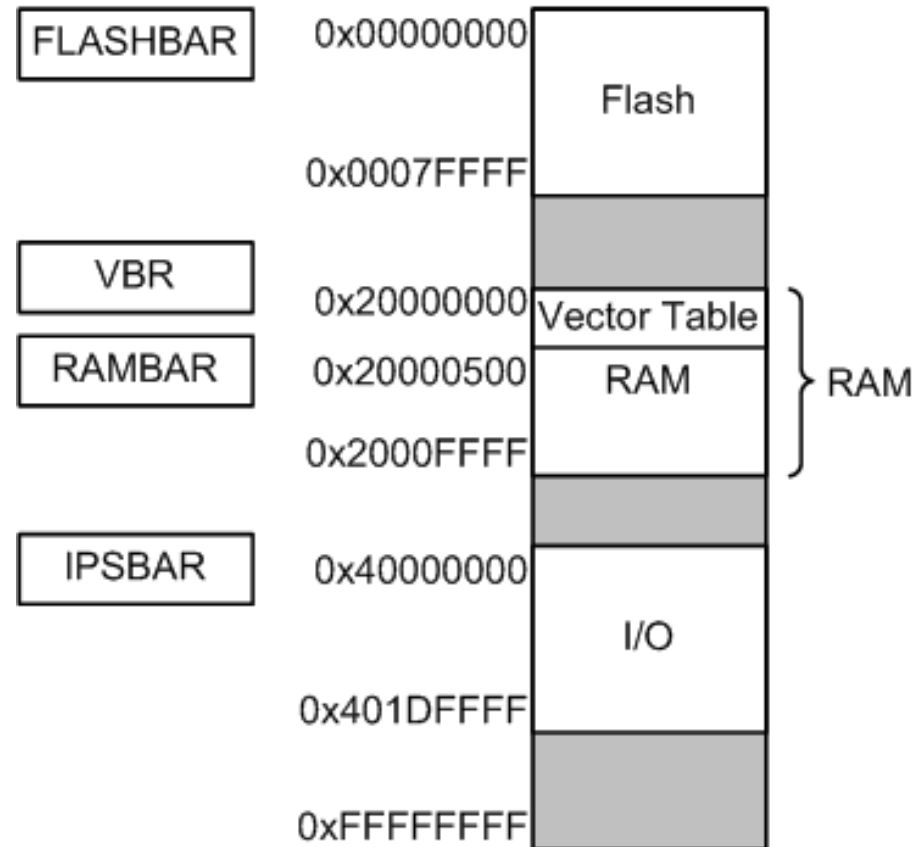 FLASHBAR
0x00000000
Flash
0x0007FFFF
VBR
0x20000000
Vector Table
RAMBAR
0x20000500
RAM
RAM
0x2000FFFF
IPSBAR
0x40000000
I/O
0x401DFFFF
0xFFFFFFFF